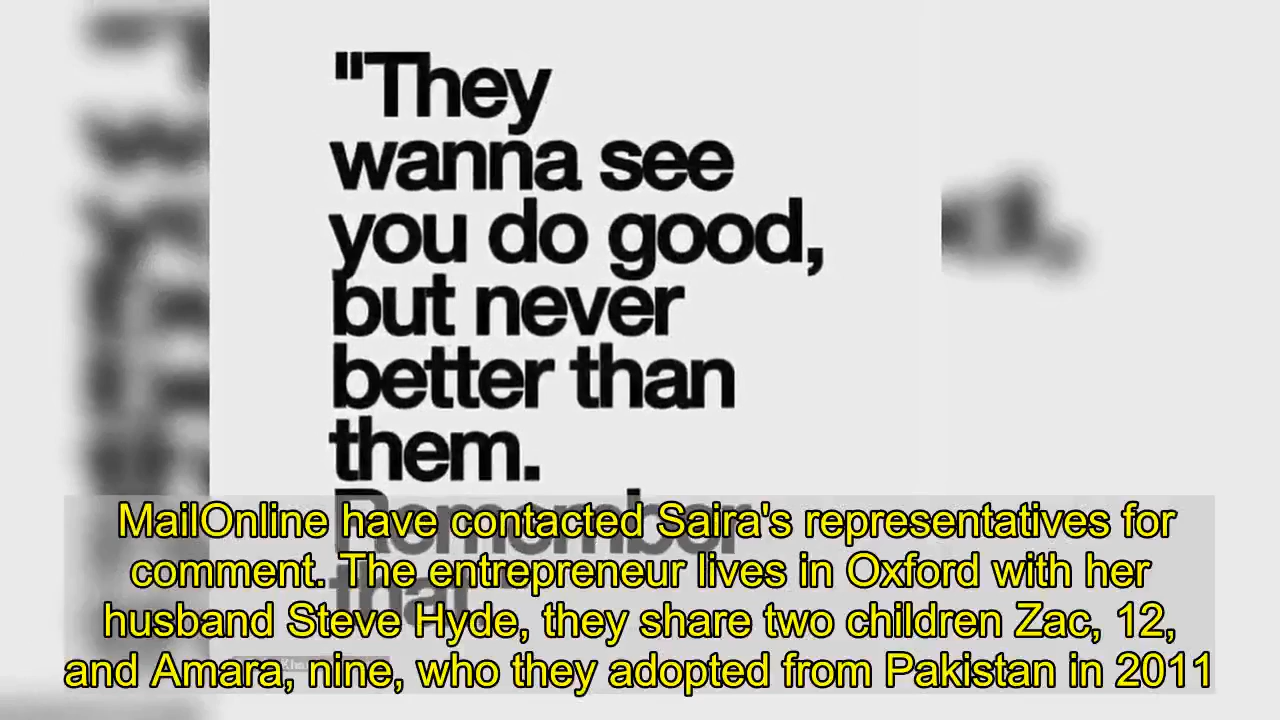 "They
wanna see
you do good,
but never
better than
them.
Remember
that."
MailOnline have contacted Saira's representatives for
comment. The entrepreneur lives in Oxford with her
husband Steve Hyde, they share two children Zac, 12,
and Amara, nine, who they adopted from Pakistan in 2011